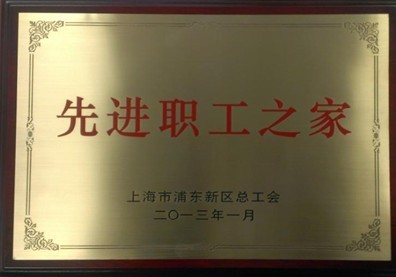 先进职工之家
上海市浦东新区总工会
二〇一三年一月